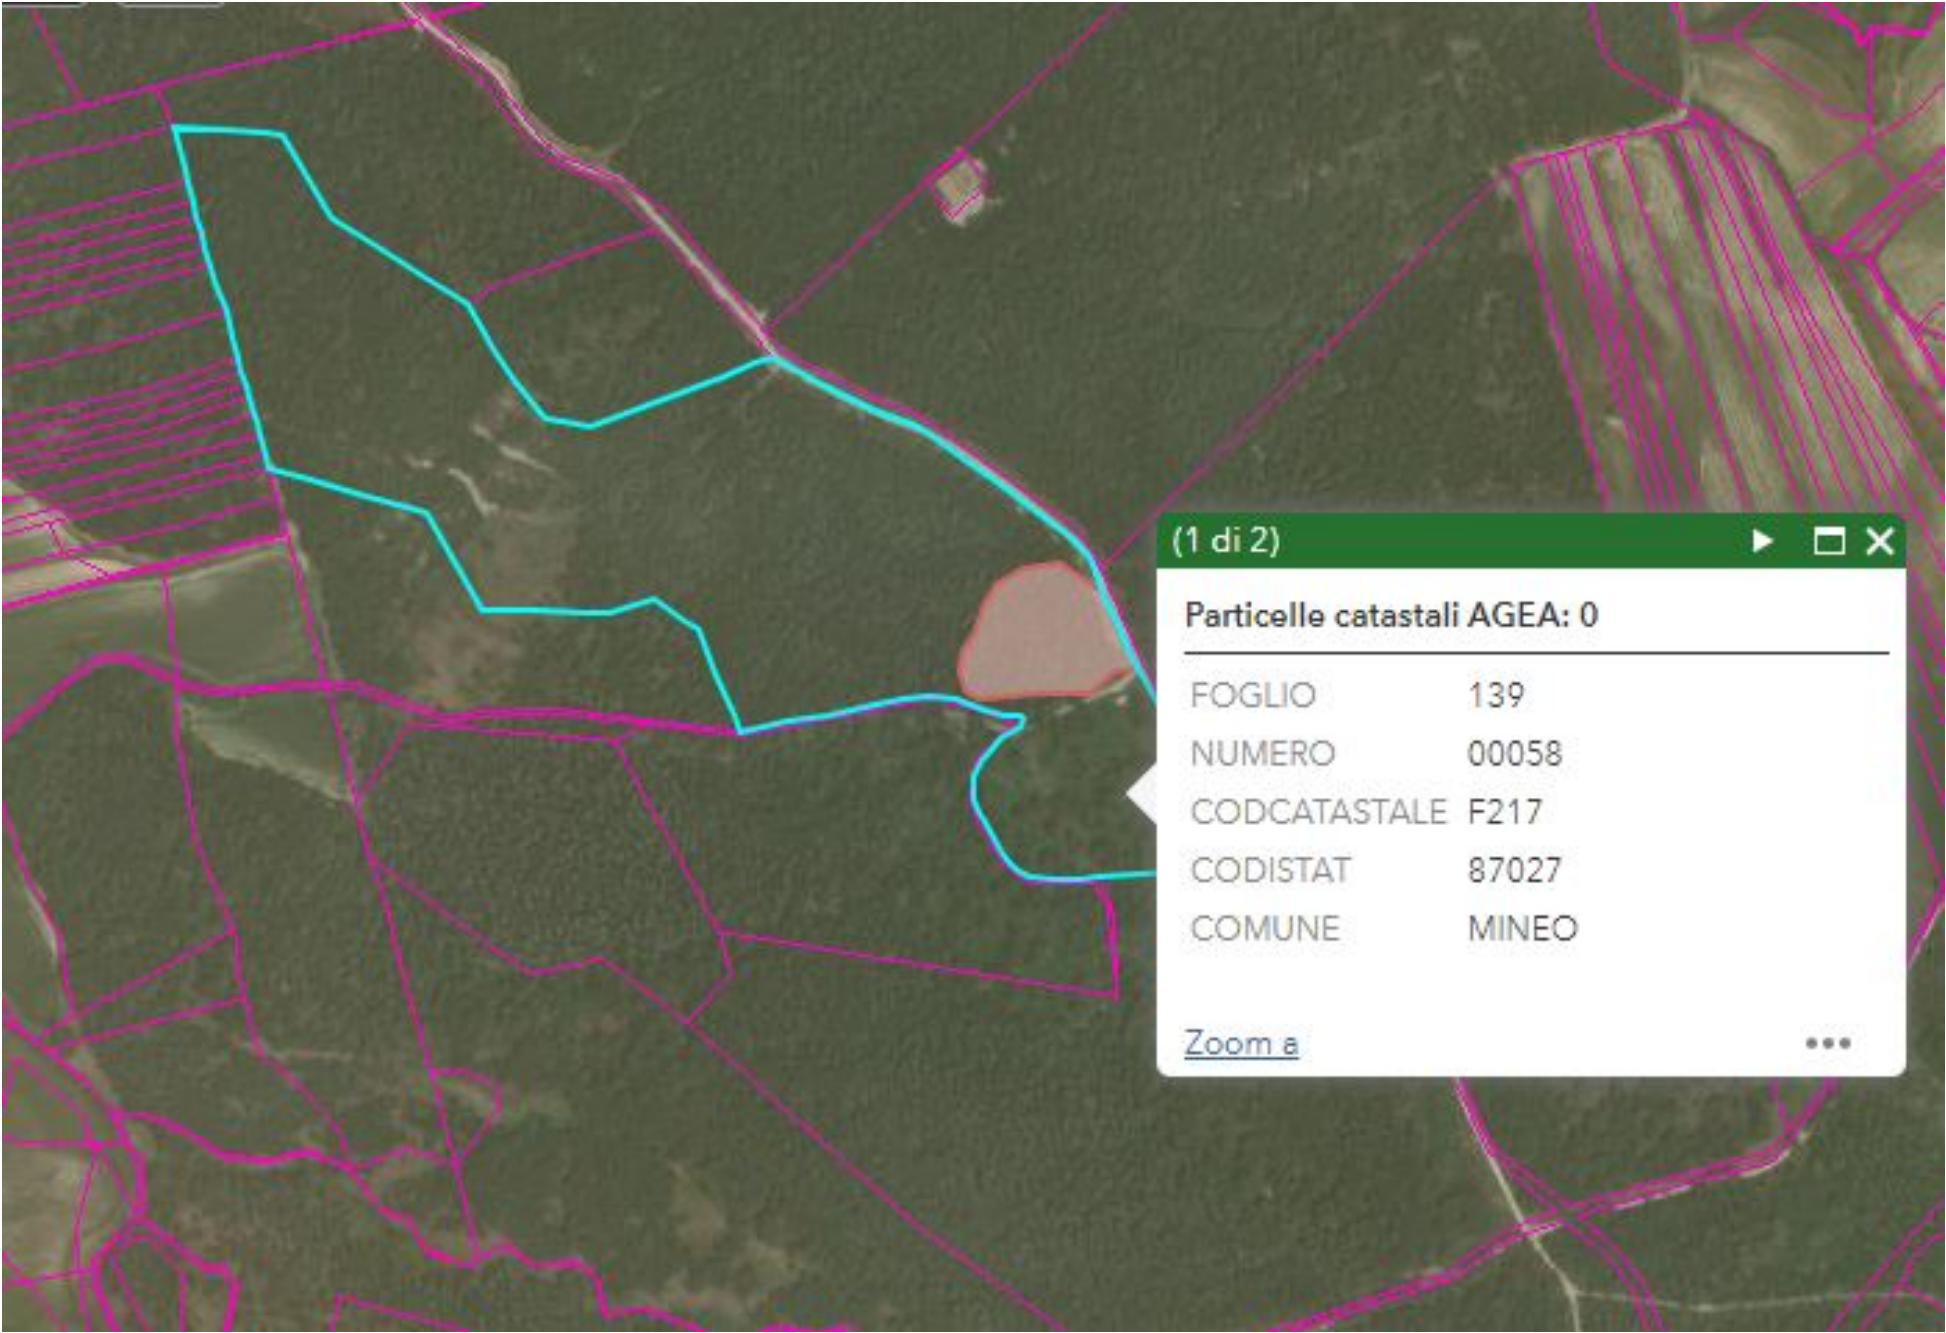 (1 di 2)
Particelle catastali AGEA: 0
FOGLIO 139
NUMERO 00058
CODCATASTALE F217
CODISTAT 87027
COMUNE MINEO
Zoom a